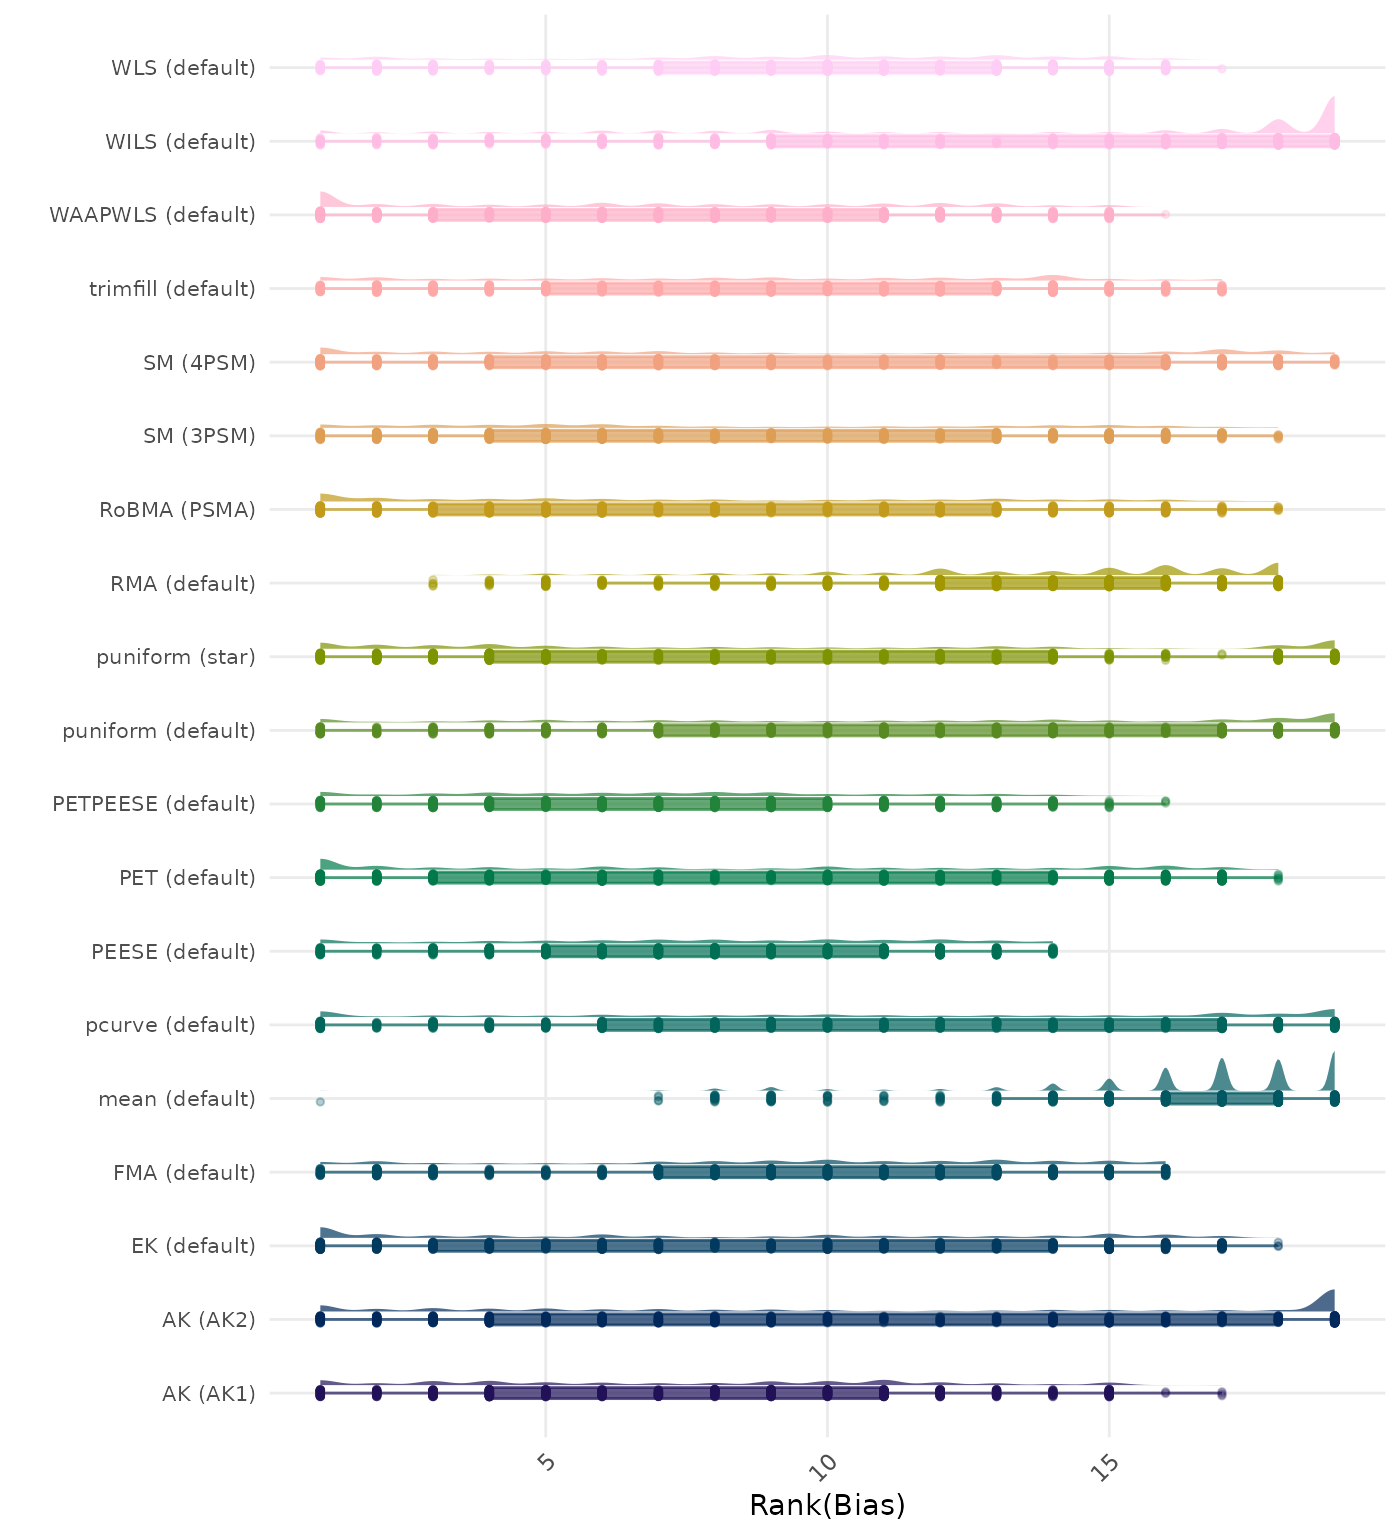 WLS (default)
WILS (default)
WAAPWLS (default)
trimfill (default)
SM (4PSM)
SM (3PSM)
RoBMA (PSMA)
RMA (default)
puniform (star)
puniform (default)
PETPEESE (default)
PET (default)
PEESE (default)
pcurve (default)
mean (default)
FMA (default)
EK (default)
AK (AK2)
AK (AK1)
5 10 15
Rank(Bias)